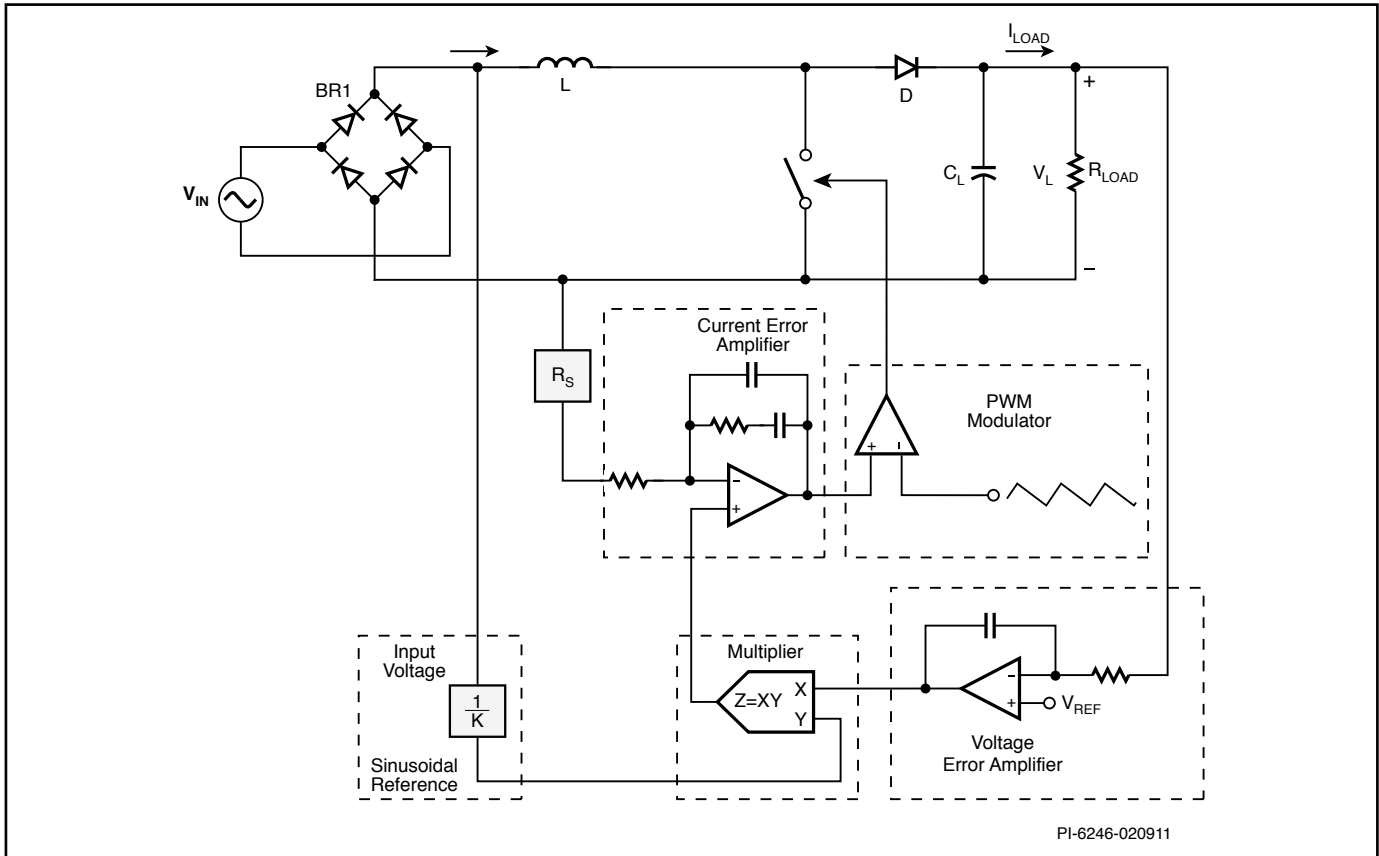 I_LOAD
BR1
L
D
+
V_IN
C_L
V_L
R_LOAD
−
Current Error
Amplifier
R_S
PWM
Modulator
+
−
−
+
Input
Voltage
1
K
Sinusoidal
Reference
Multiplier
Z=XY
X
Y
−
+
V_REF
Voltage
Error Amplifier
PI-6246-020911